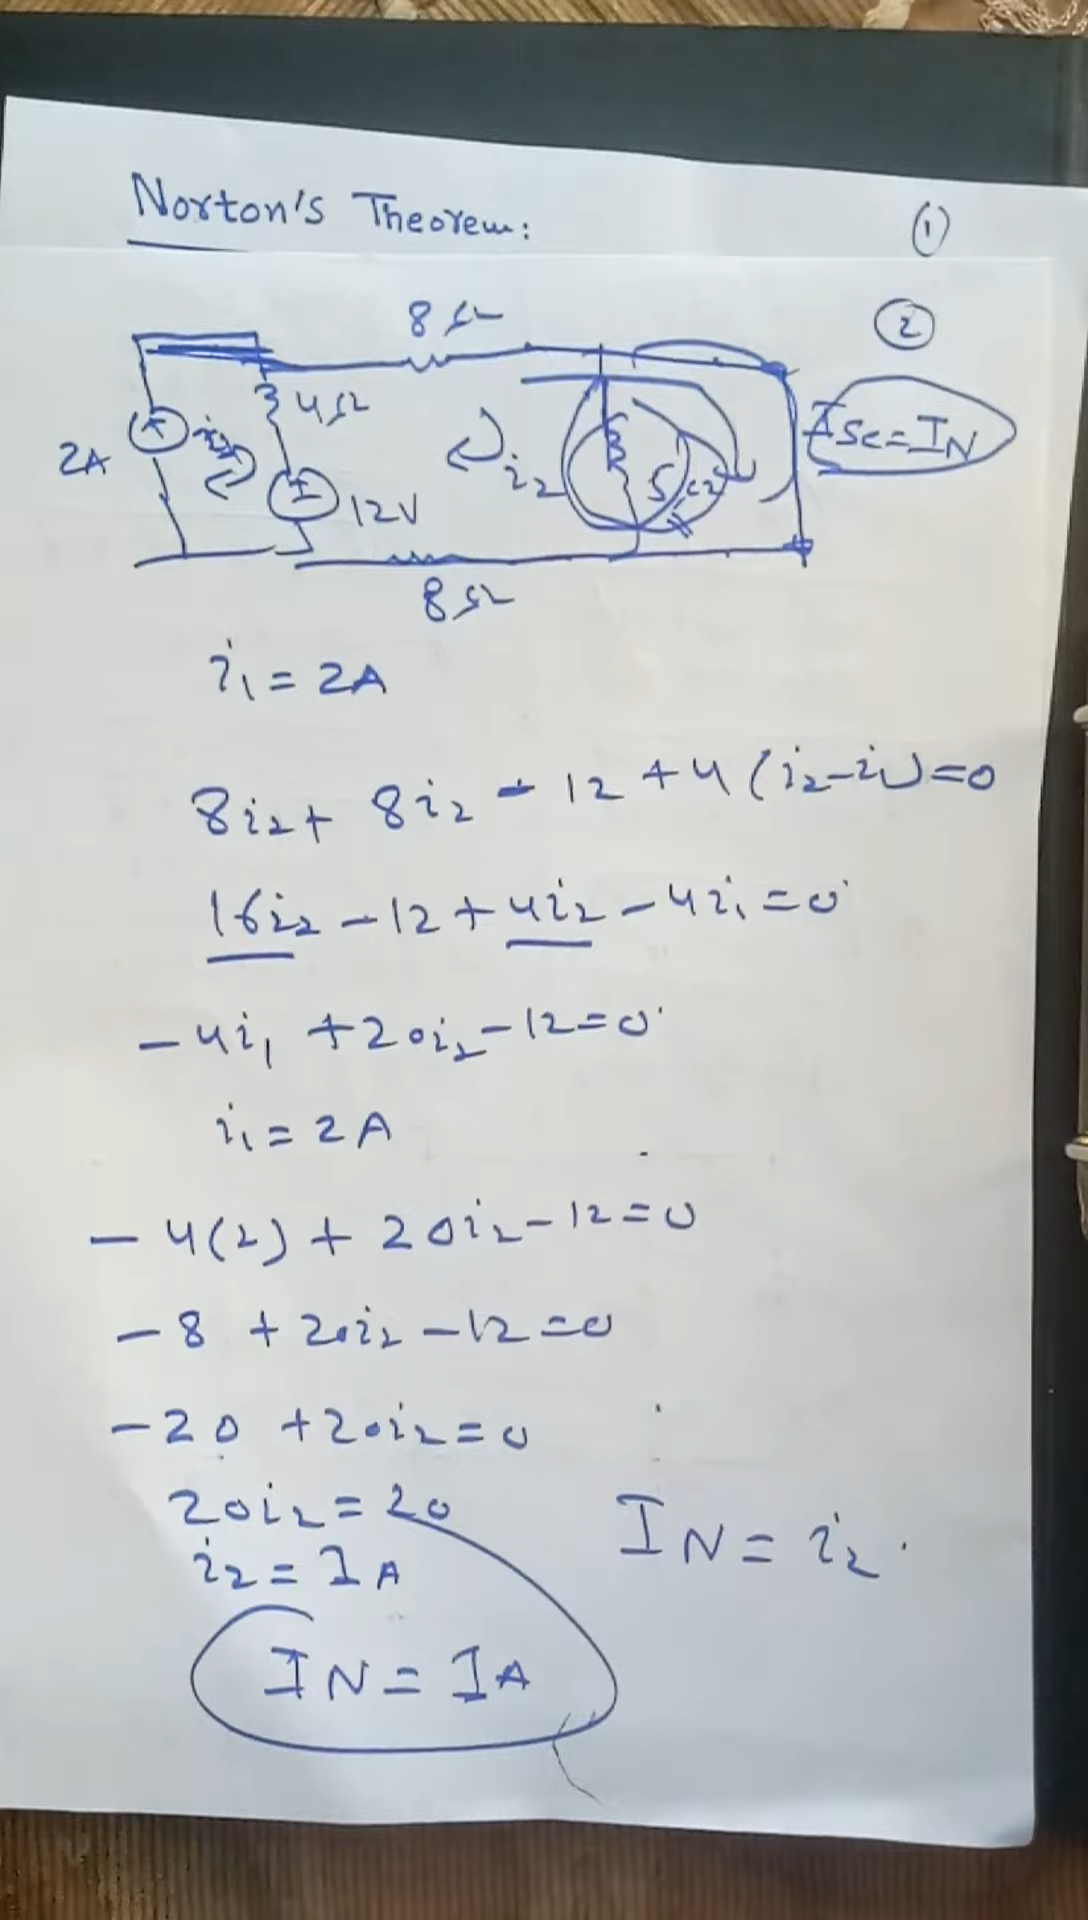 Norton's Theorem:
①
②
8Ω
4Ω
2A
i₁
12V
i₂
5Ω
Isc=IN
8Ω
i₁ = 2A
8i₂+ 8i₂ - 12 + 4(i₂-i₁)=0
16i₂ - 12 + 4i₂ - 4i₁ = 0
- 4i₁ + 20i₂ - 12 = 0
i₁ = 2A
- 4(2) + 20i₂ - 12 = 0
- 8 + 20i₂ - 12 = 0
- 20 + 20i₂ = 0
20i₂ = 20
i₂ = 1A
IN = i₂.
IN = 1A